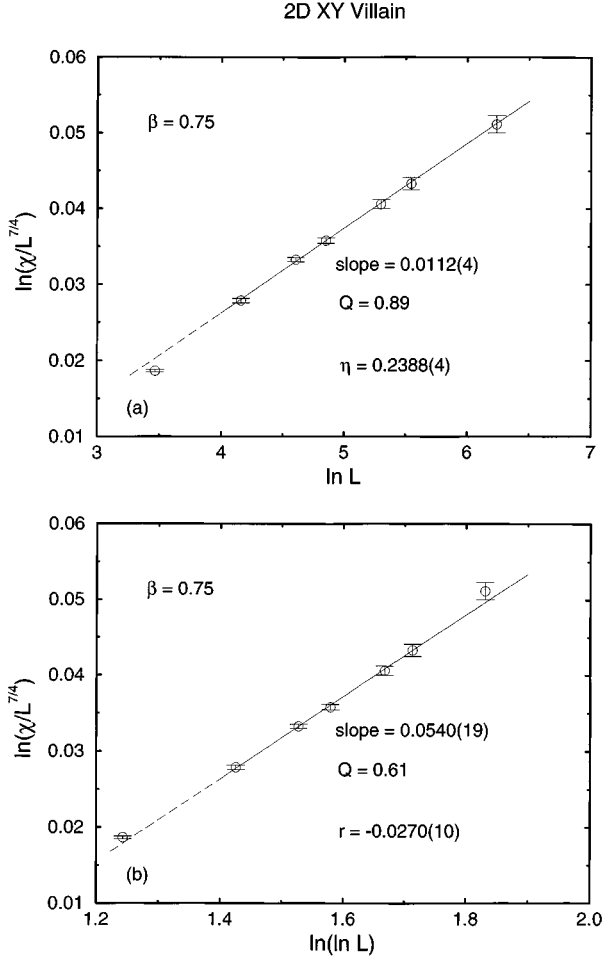 2D XY Villain
0.06
0.05
0.04
0.03
0.02
0.01
ln(χ/L^{7/4})
β = 0.75
slope = 0.0112(4)
Q = 0.89
η = 0.2388(4)
(a)
3 4 5 6 7
ln L
0.06
0.05
0.04
0.03
0.02
0.01
ln(χ/L^{7/4})
β = 0.75
slope = 0.0540(19)
Q = 0.61
r = -0.0270(10)
(b)
1.2 1.4 1.6 1.8 2.0
ln(ln L)